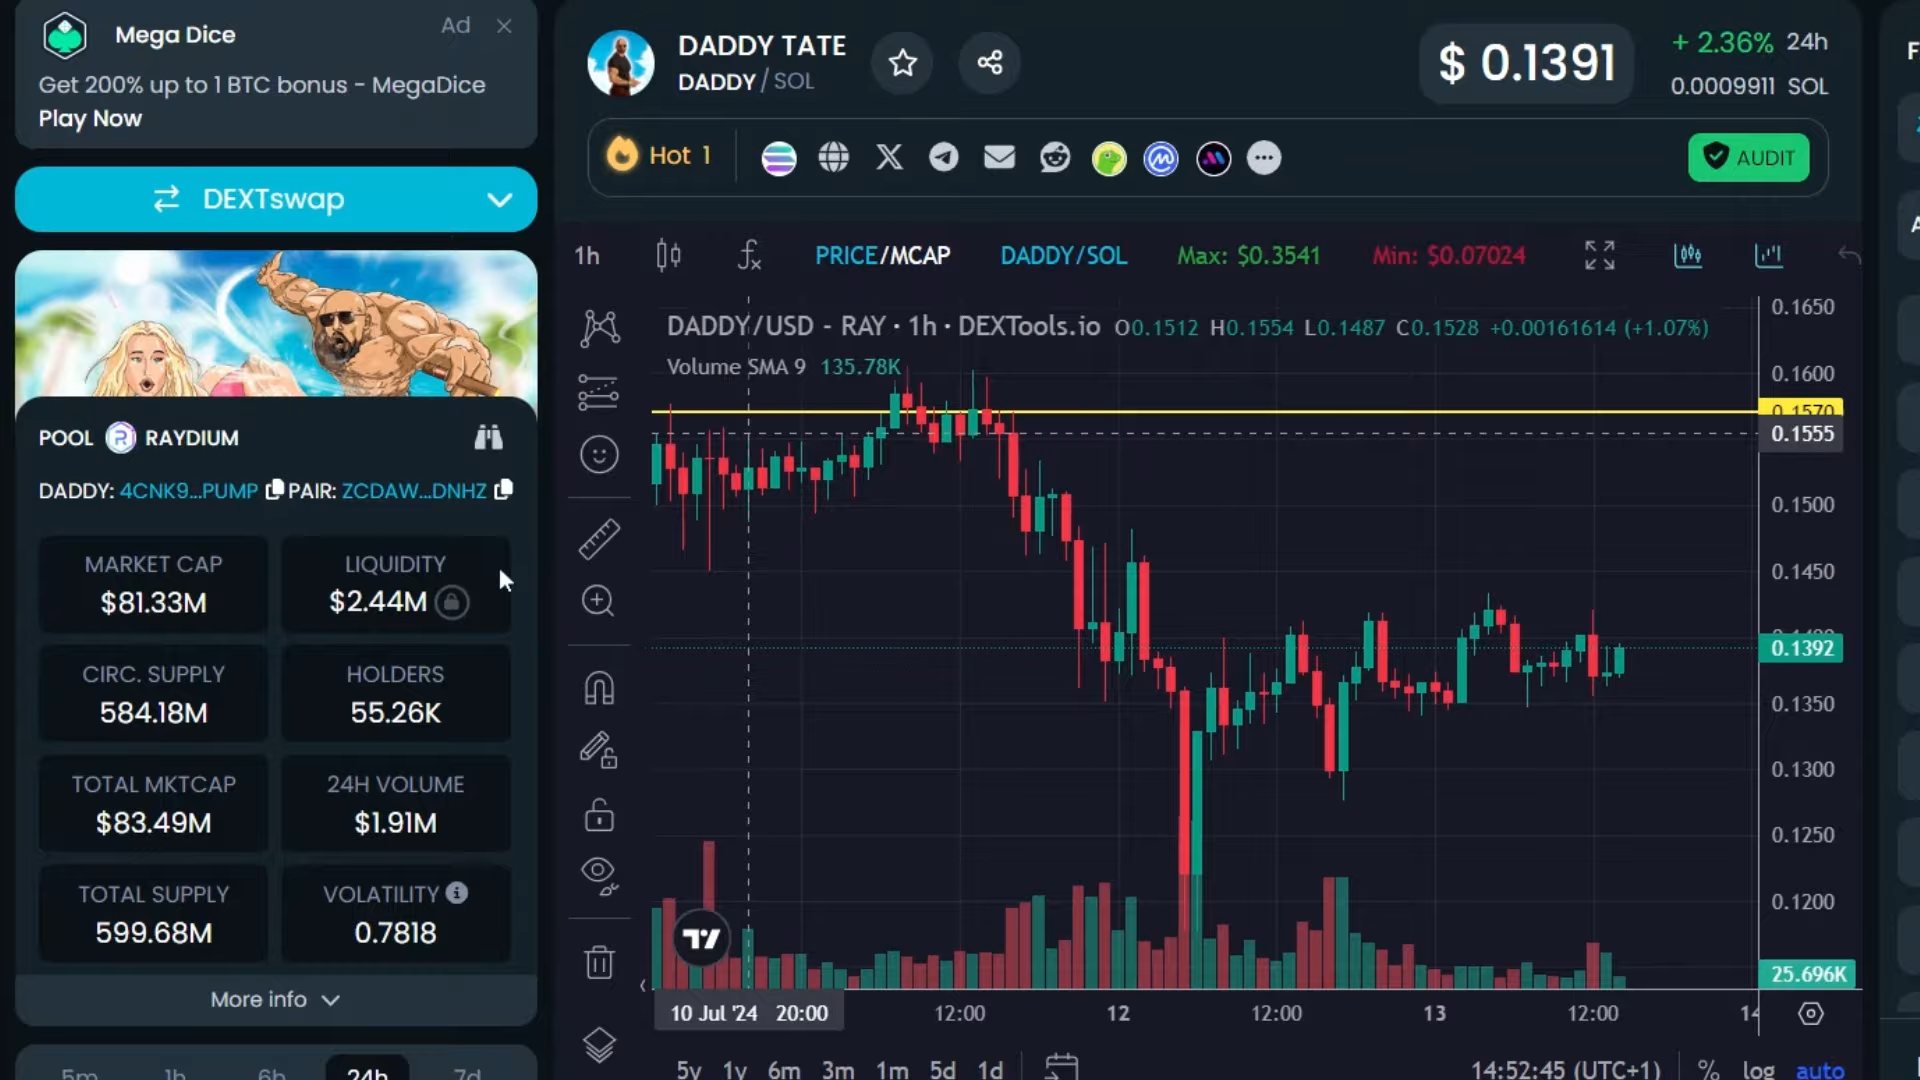 Mega Dice
Ad
Get 200% up to 1 BTC bonus - MegaDice
Play Now
DEXTswap
POOL RAYDIUM
DADDY: 4CNK9...PUMP PAIR: ZCDAW...DNHZ
MARKET CAP
$81.33M
LIQUIDITY
$2.44M
CIRC. SUPPLY
584.18M
HOLDERS
55.26K
TOTAL MKTCAP
$83.49M
24H VOLUME
$1.91M
TOTAL SUPPLY
599.68M
VOLATILITY
0.7818
More info
5m 1h 6h 24h 7d
DADDY TATE
DADDY / SOL
$ 0.1391
+ 2.36% 24h
0.0009911 SOL
Hot 1
AUDIT
1h PRICE/MCAP DADDY/SOL Max: $0.3541 Min: $0.07024
DADDY/USD - RAY · 1h · DEXTools.io O0.1512 H0.1554 L0.1487 C0.1528 +0.00161614 (+1.07%)
Volume SMA 9 135.78K
0.1650
0.1600
0.1570
0.1555
0.1500
0.1450
0.1392
0.1350
0.1300
0.1250
0.1200
25.696K
10 Jul '24 20:00 12:00 12 12:00 13 12:00 14
5y 1y 6m 3m 1m 5d 1d 14:52:45 (UTC+1) % log auto